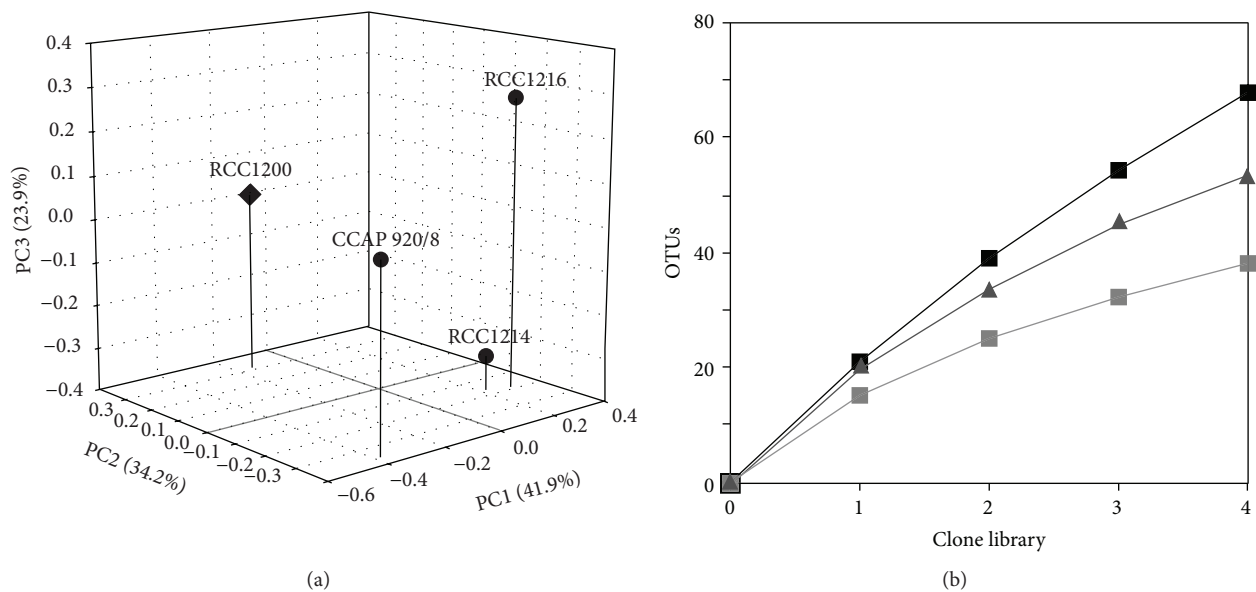 0.4
0.3
0.2
0.1
0.0
−0.1
−0.2
−0.3
−0.4
PC3 (23.9%)
RCC1200
RCC1216
CCAP 920/8
RCC1214
0.3
0.2
0.1
0.0
−0.1
−0.2
−0.3
PC2 (34.2%)
−0.6
−0.4
−0.2
0.0
0.2
0.4
PC1 (41.9%)
(a)
80
60
40
20
0
OTUs
0 1 2 3 4
Clone library
(b)